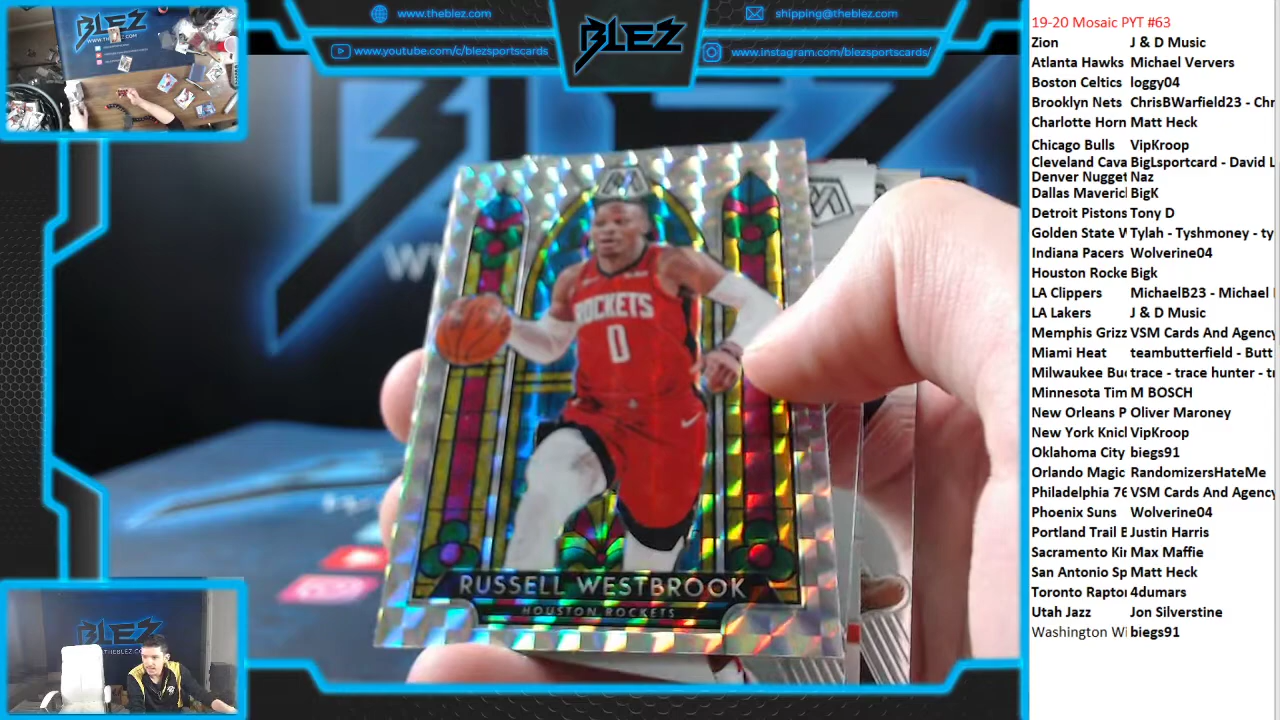 www.theblez.com
shipping@theblez.com
www.youtube.com/c/blezsportscards
www.instagram.com/blezsportscards/
BLEZ
19-20 Mosaic PYT #63
Zion J & D Music
Atlanta Hawks Michael Ververs
Boston Celtics loggy04
Brooklyn Nets ChrisBWarfield23 - Chr
Charlotte Horn Matt Heck
Chicago Bulls VipKroop
Cleveland Cava BigLsportcard - David L
Denver Nugget Naz
Dallas Maveric BigK
Detroit Pistons Tony D
Golden State V Tylah - Tyshmoney - ty
Indiana Pacers Wolverine04
Houston Rocke Bigk
LA Clippers MichaelB23 - Michael
LA Lakers J & D Music
Memphis Grizz VSM Cards And Agency
Miami Heat teambutterfield - Butt
Milwaukee Bu trace - trace hunter - t
Minnesota Tim M BOSCH
New Orleans P Oliver Maroney
New York Knicl VipKroop
Oklahoma City biegs91
Orlando Magic RandomizersHateMe
Philadelphia 76 VSM Cards And Agency
Phoenix Suns Wolverine04
Portland Trail B Justin Harris
Sacramento Kir Max Maffie
San Antonio Sp Matt Heck
Toronto Rapto 4dumars
Utah Jazz Jon Silverstine
Washington Wi biegs91
ROCKETS
0
RUSSELL WESTBROOK
HOUSTON ROCKETS
BLEZ
BLEZ